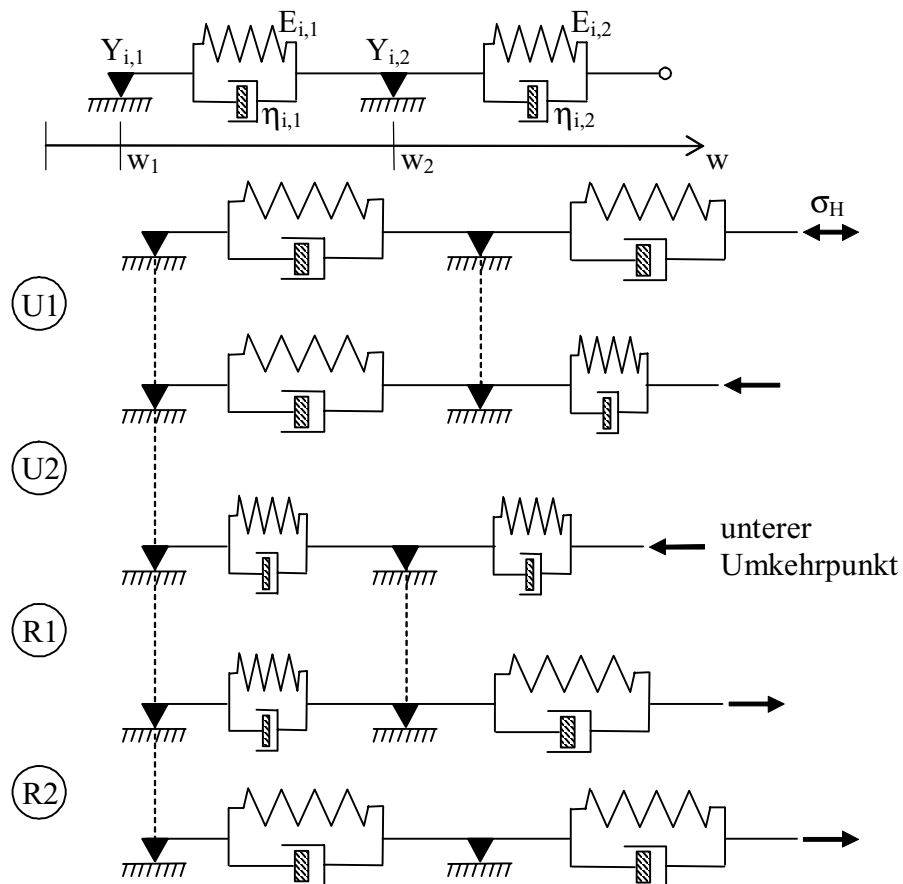 Y_{i,1} E_{i,1} Y_{i,2} E_{i,2}
η_{i,1} η_{i,2}
w_1 w_2 w
σ_H
U1
U2
unterer
Umkehrpunkt
R1
R2